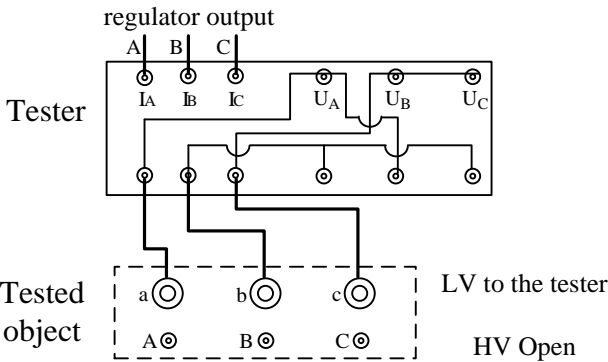 regulator output
A B C
IA IB IC UA UB UC
Tester
a b c
LV to the tester
Tested
object
A B C
HV Open